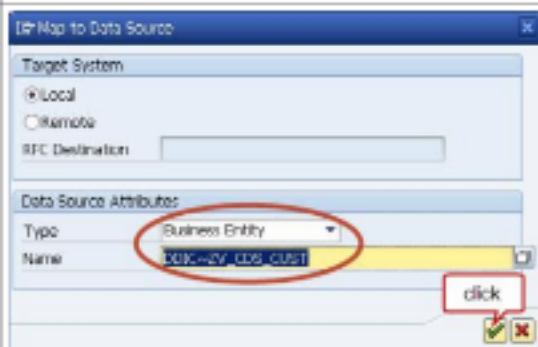 Map to Data Source
Target System
Local
Remote
RFC Destination
Data Source Attributes
Type Business Entity
Name DDIC~ZV_CDS_CUST
click